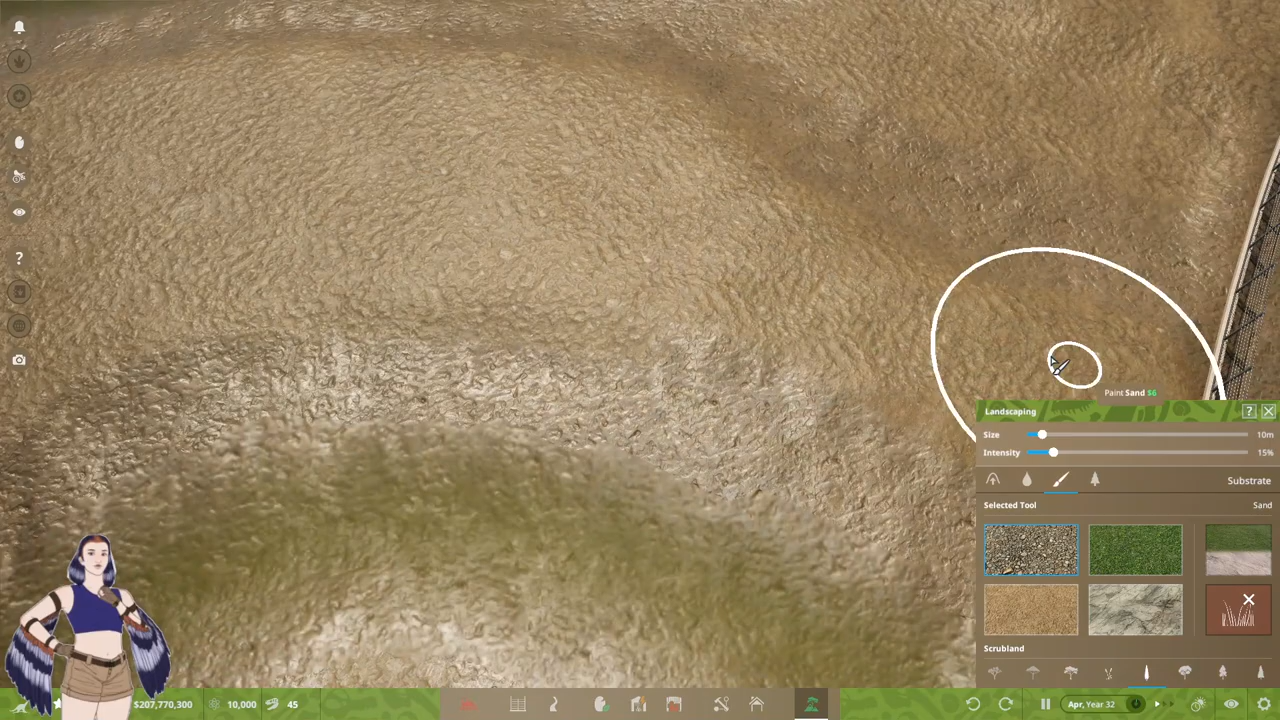 Paint Sand $6
Landscaping
?
Size 10m
Intensity 15%
Substrate
Selected Tool Sand
Scrubland
?
$207,770,300 10,000 45 Apr, Year 32